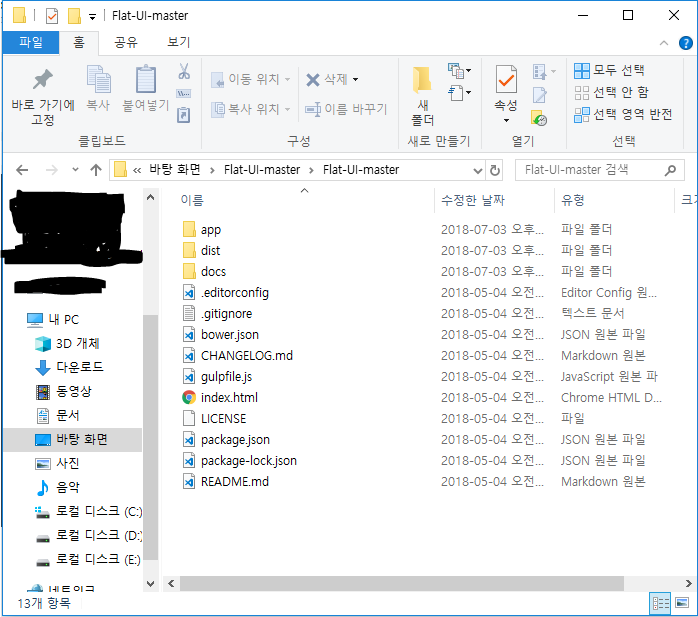 Flat-UI-master
파일 홈 공유 보기
바로 가기에 고정
복사
붙여넣기
이동 위치
복사 위치
삭제
이름 바꾸기
새 폴더
속성
모두 선택
선택 안 함
선택 영역 반전
클립보드 구성 새로 만들기 열기 선택
« 바탕 화면 > Flat-UI-master > Flat-UI-master
Flat-UI-master 검색
이름 수정한 날짜 유형 크기
app 2018-07-03 오후... 파일 폴더
dist 2018-07-03 오후... 파일 폴더
docs 2018-07-03 오후... 파일 폴더
.editorconfig 2018-05-04 오전... Editor Config 원...
.gitignore 2018-05-04 오전... 텍스트 문서
bower.json 2018-05-04 오전... JSON 원본 파일
CHANGELOG.md 2018-05-04 오전... Markdown 원본
gulpfile.js 2018-05-04 오전... JavaScript 원본 파
index.html 2018-05-04 오전... Chrome HTML D...
LICENSE 2018-05-04 오전... 파일
package.json 2018-05-04 오전... JSON 원본 파일
package-lock.json 2018-05-04 오전... JSON 원본 파일
README.md 2018-05-04 오전... Markdown 원본
내 PC
3D 개체
다운로드
동영상
문서
바탕 화면
사진
음악
로컬 디스크 (C:)
로컬 디스크 (D:)
로컬 디스크 (E:)
네트워크
13개 항목